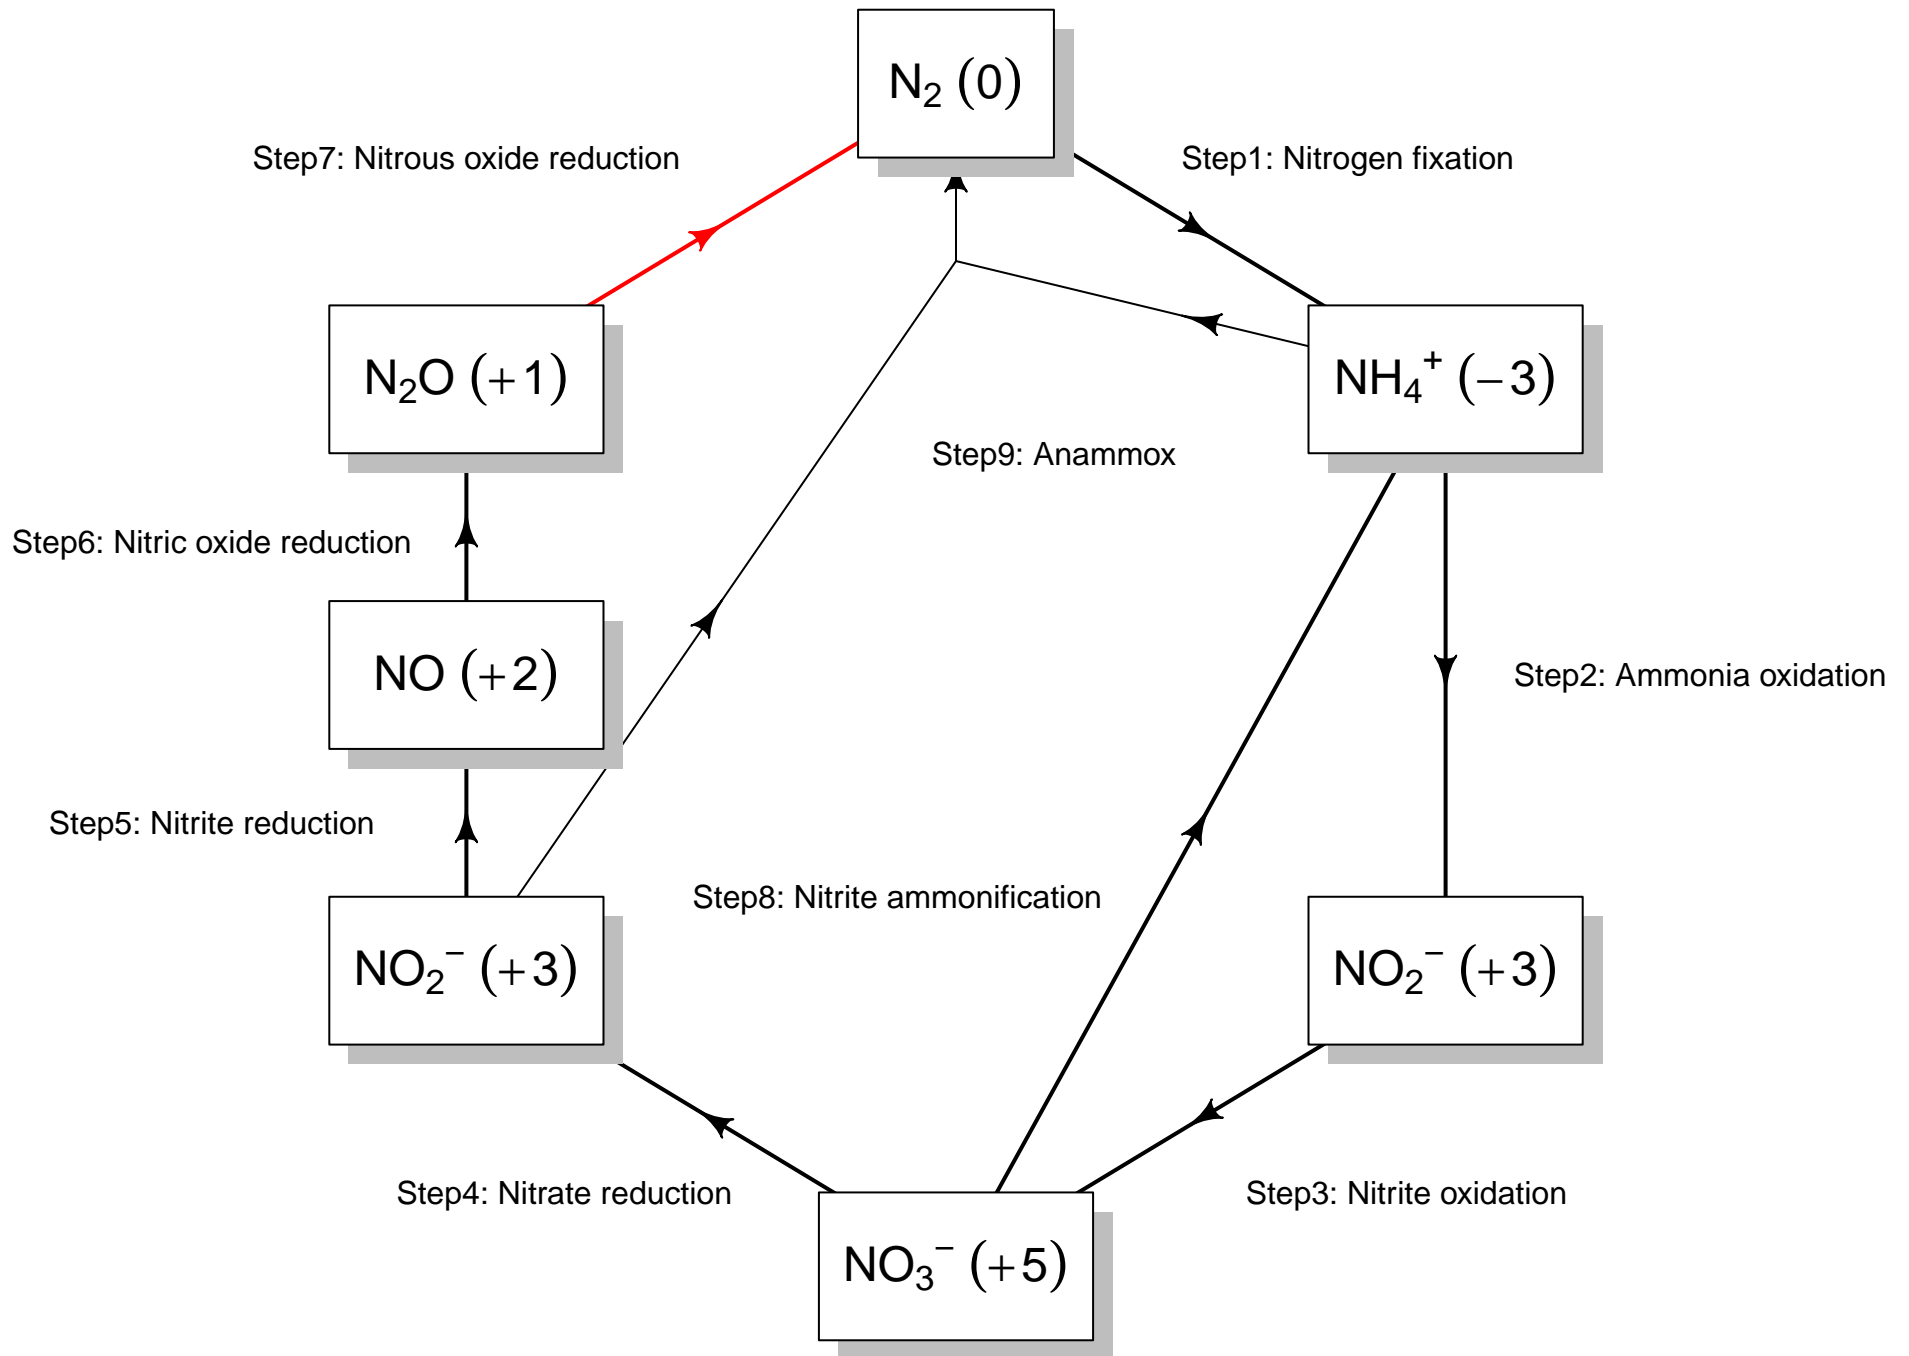 N₂ (0)
Step7: Nitrous oxide reduction
Step1: Nitrogen fixation
N₂O (+1)
NH₄⁺ (−3)
Step9: Anammox
Step6: Nitric oxide reduction
NO (+2)
Step2: Ammonia oxidation
Step5: Nitrite reduction
Step8: Nitrite ammonification
NO₂⁻ (+3)
NO₂⁻ (+3)
Step4: Nitrate reduction
Step3: Nitrite oxidation
NO₃⁻ (+5)